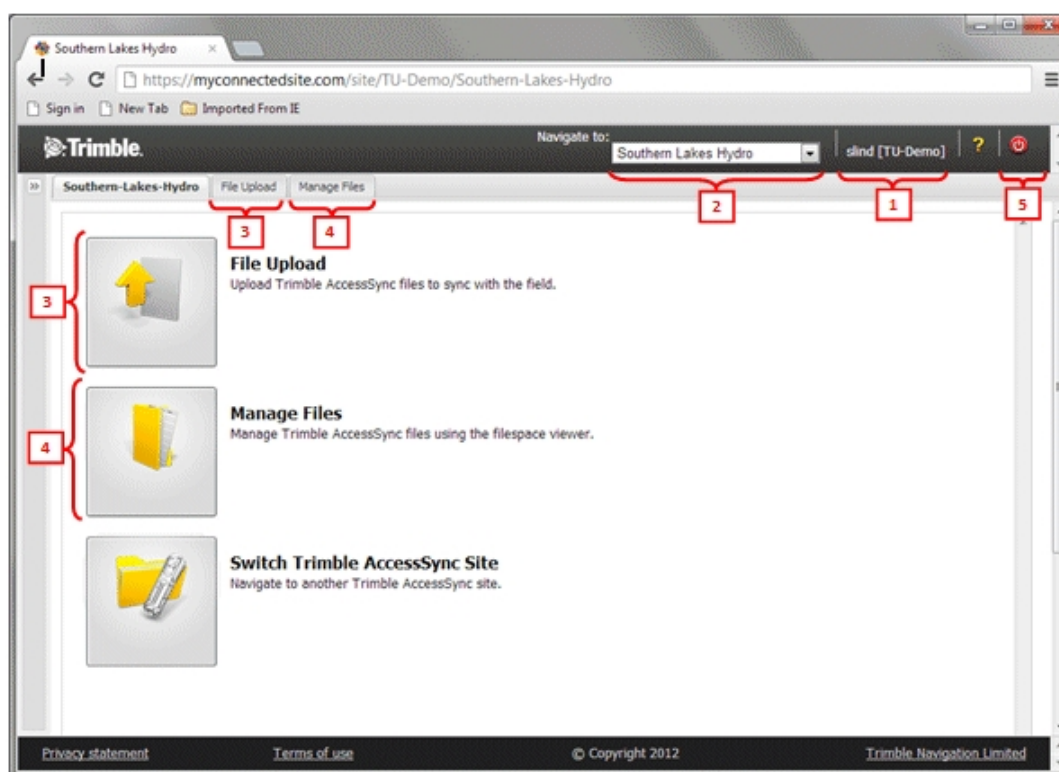 Southern Lakes Hydro
https://myconnectedsite.com/site/TU-Demo/Southern-Lakes-Hydro
Sign in New Tab Imported From IE
Trimble.
Navigate to:
Southern Lakes Hydro
slind [TU-Demo]
?
Southern-Lakes-Hydro File Upload Manage Files
2
1
5
3
4
File Upload
Upload Trimble AccessSync files to sync with the field.
3
Manage Files
Manage Trimble AccessSync files using the filespace viewer.
4
Switch Trimble AccessSync Site
Navigate to another Trimble AccessSync site.
Privacy statement Terms of use © Copyright 2012 Trimble Navigation Limited